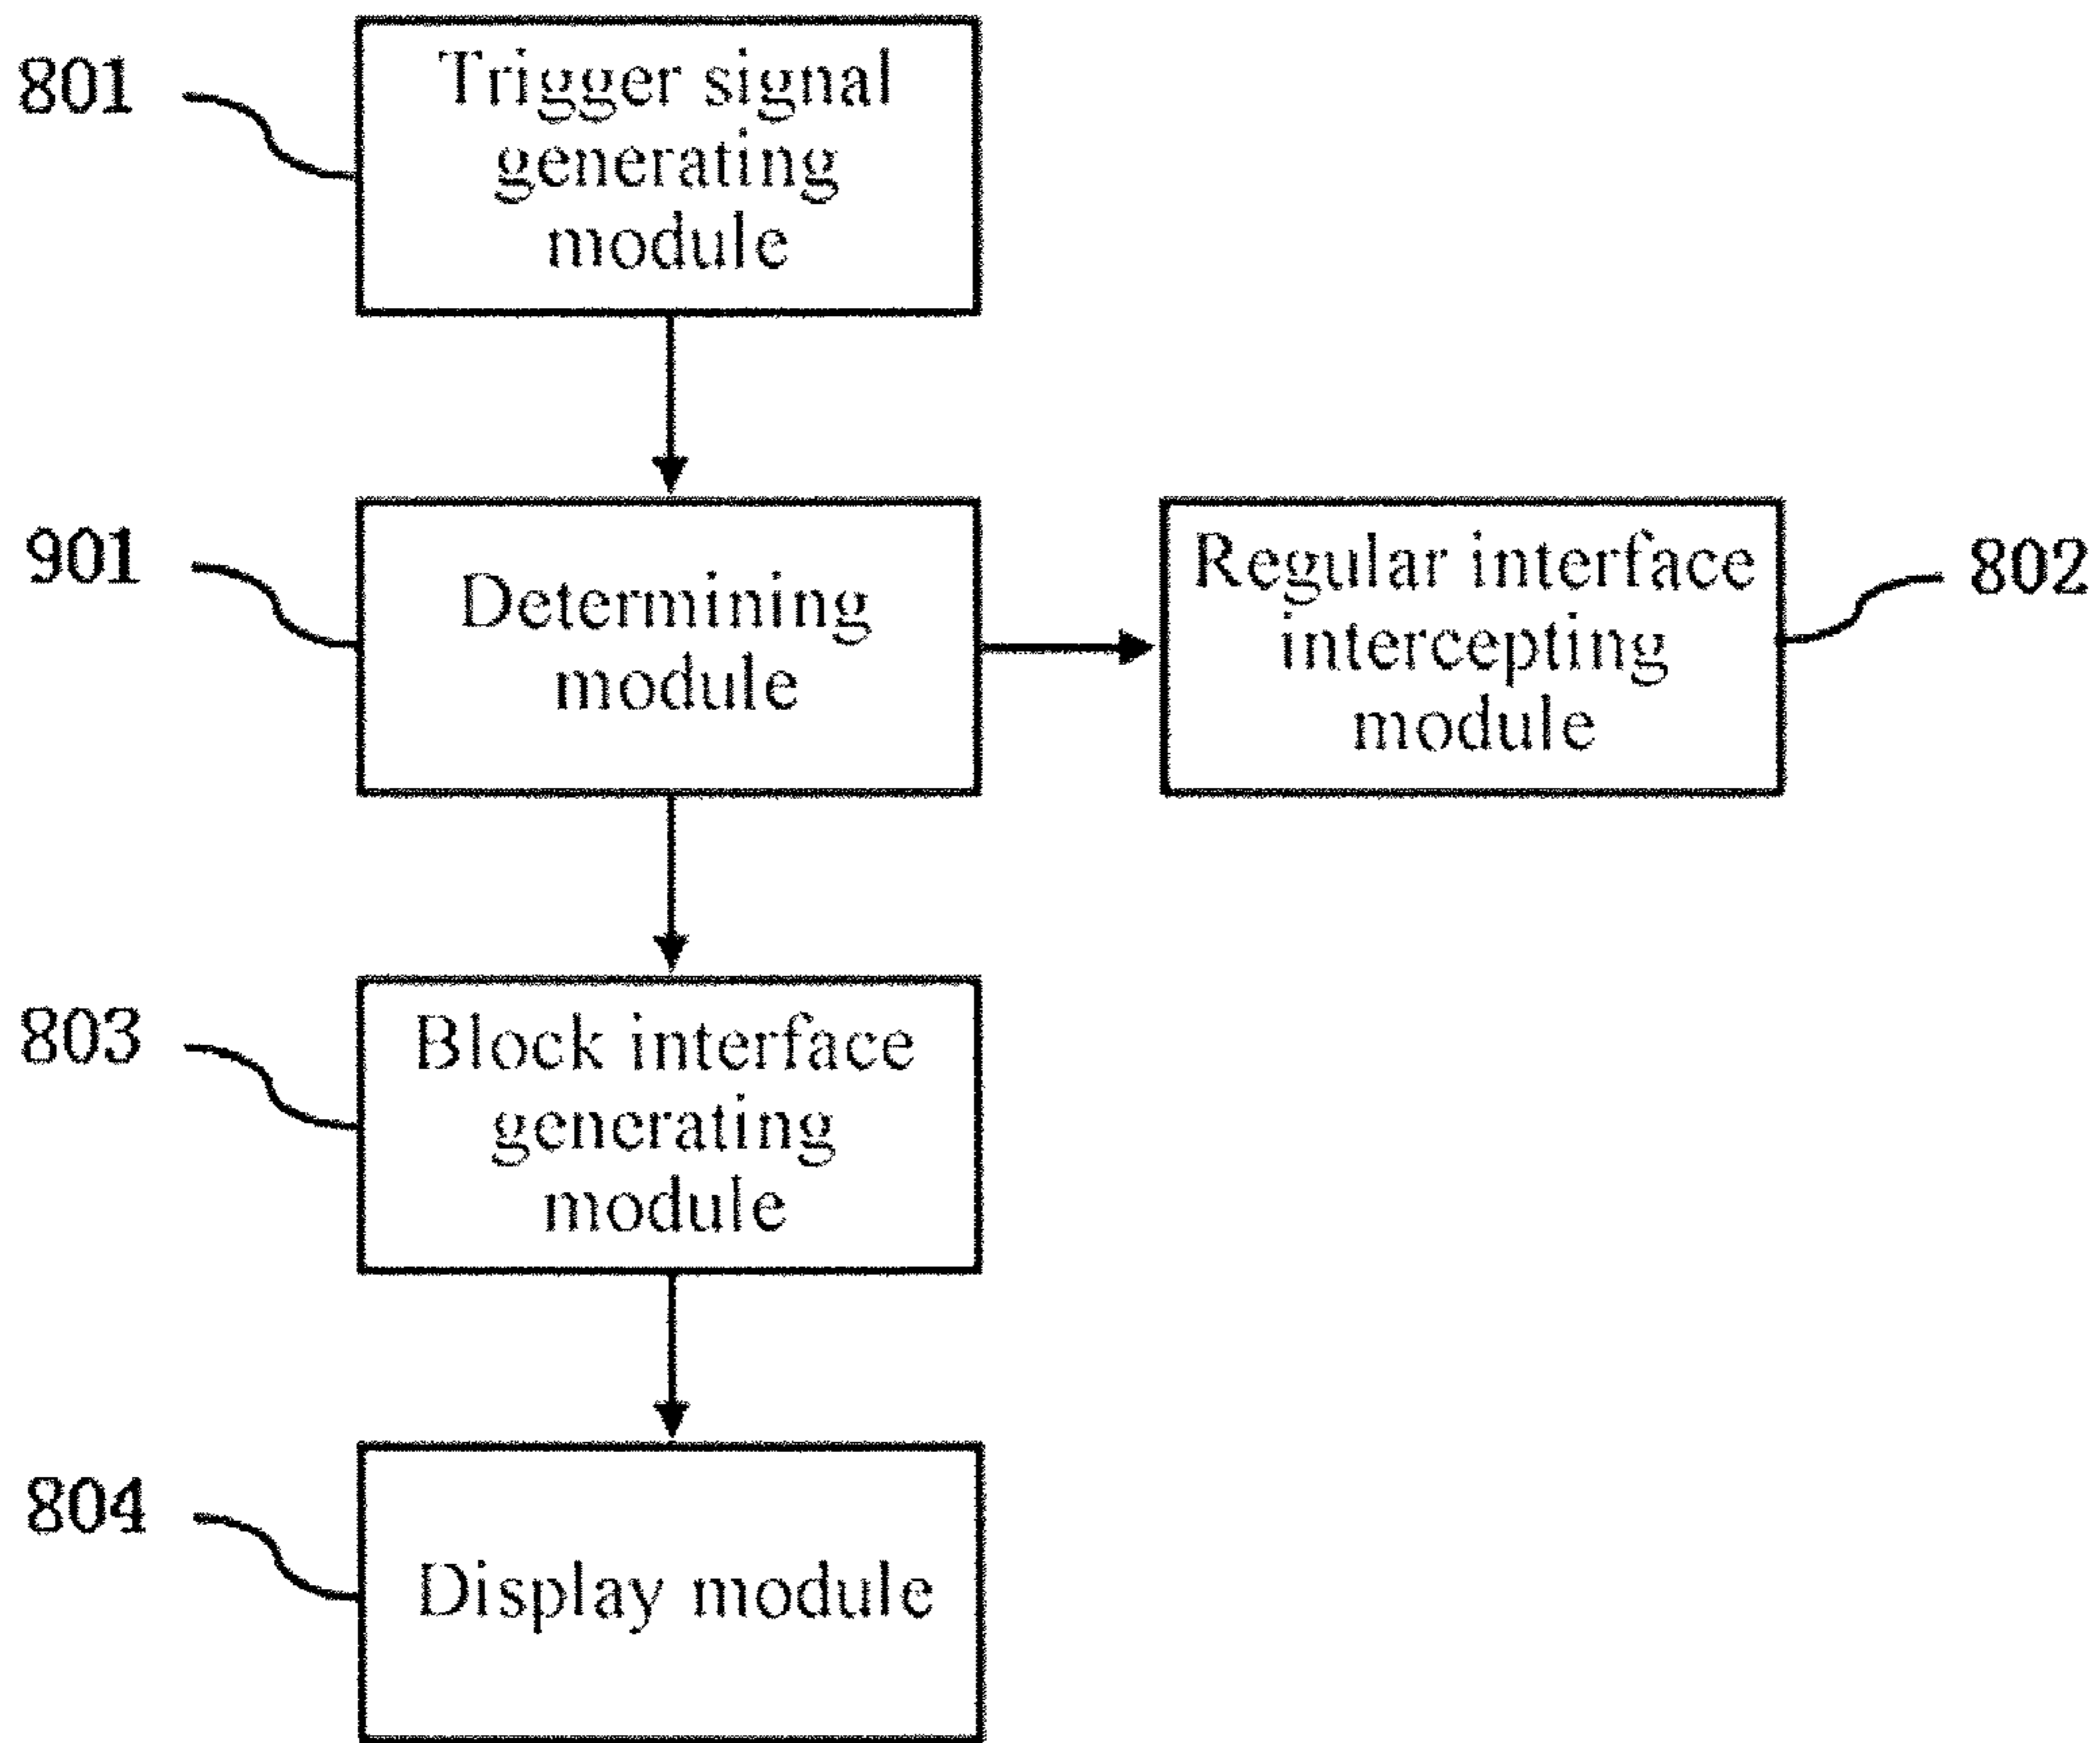 801
Trigger signal
generating
module
901
Determining
module
Regular interface
intercepting
module
802
803
Block interface
generating
module
804
Display module